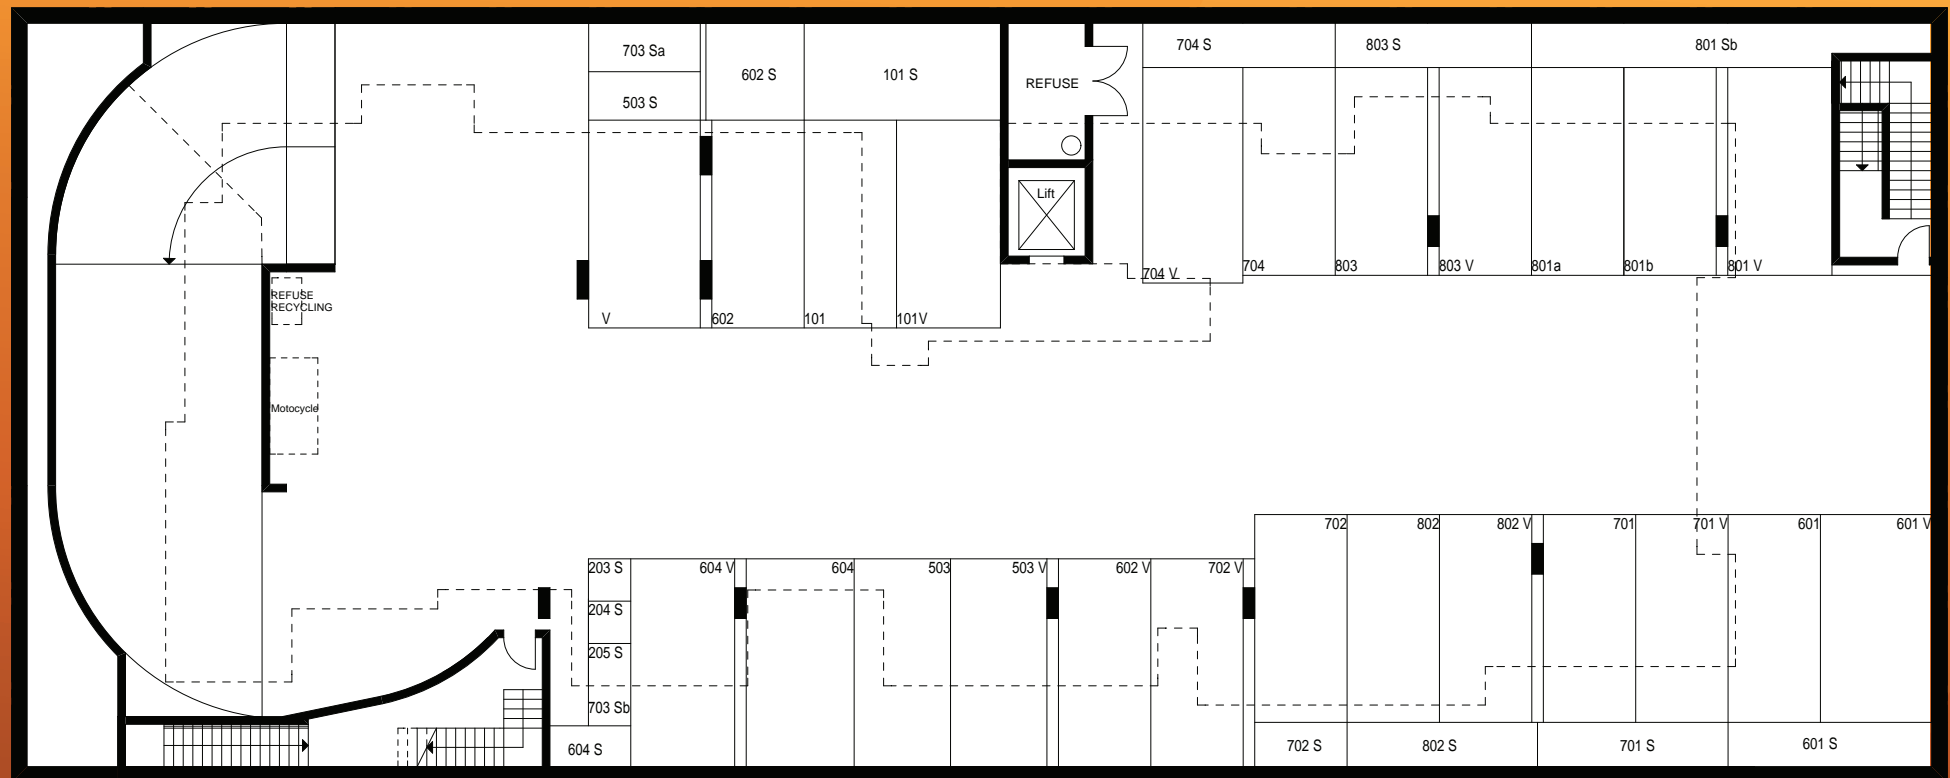 703 Sa
602 S
101 S
503 S
REFUSE
704 S
803 S
801 Sb
Lift
REFUSE
RECYCLING
Motocycle
V
602
101
101V
704 V
704
803
803 V
801a
801b
801 V
203 S
204 S
205 S
703 Sb
604 S
604 V
604
503
503 V
602 V
702 V
702
802
802 V
701
701 V
601
601 V
702 S
802 S
701 S
601 S